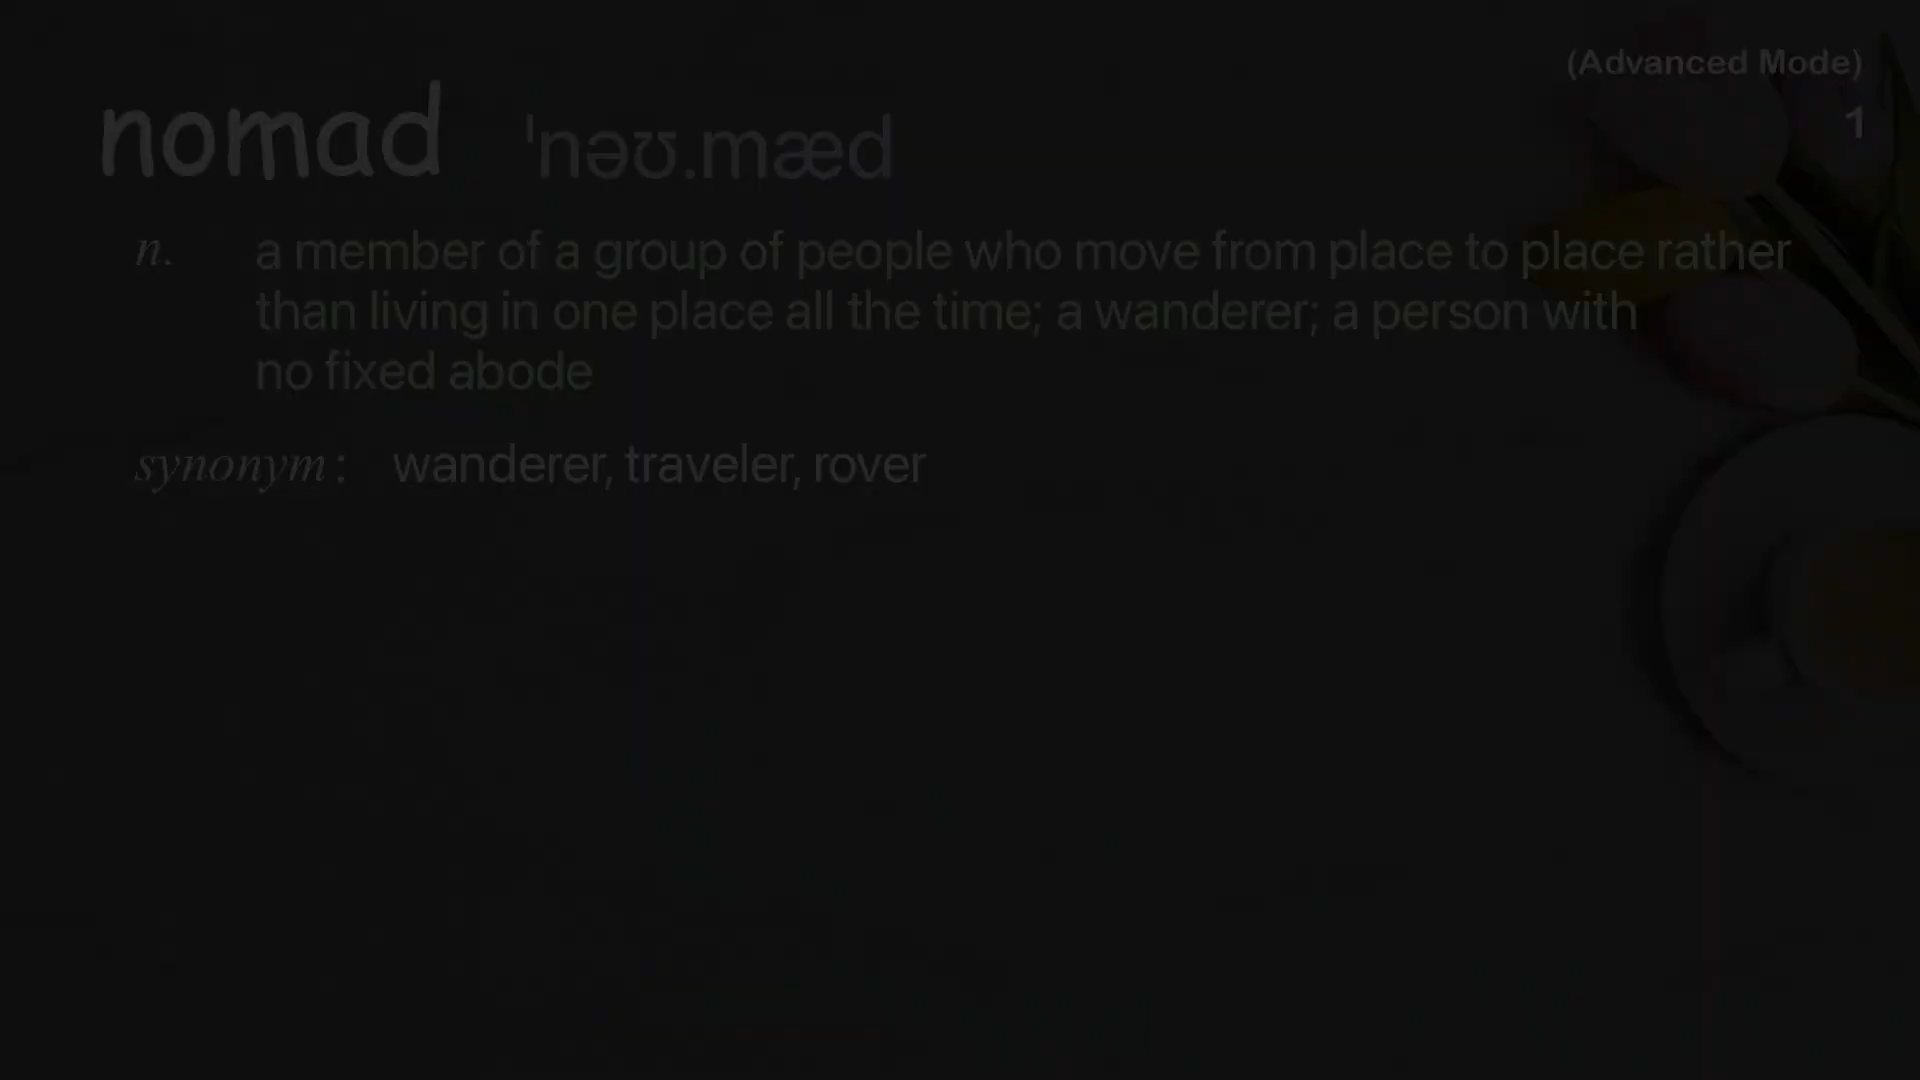 (Advanced Mode)
1
nomad ˈnəʊ.mæd
n. a member of a group of people who move from place to place rather
than living in one place all the time; a wanderer; a person with
no fixed abode
synonym : wanderer, traveler, rover